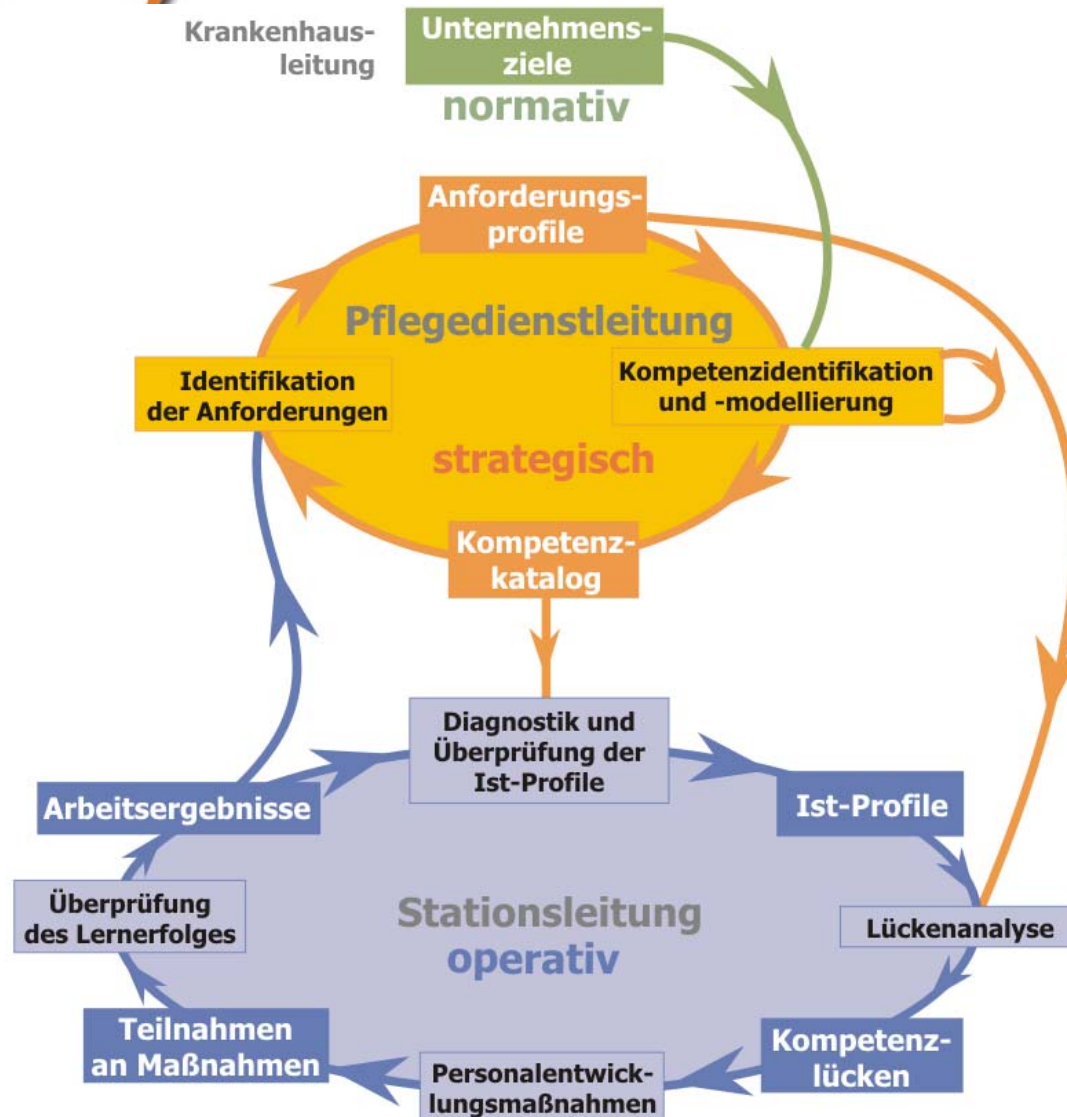 Krankenhaus-
leitung
Unternehmens-
ziele
normativ
Anforderungs-
profile
Pflegedienstleitung
Identifikation
der Anforderungen
Kompetenzidentifikation
und -modellierung
strategisch
Kompetenz-
katalog
Diagnostik und
Überprüfung der
Ist-Profile
Arbeitsergebnisse
Ist-Profile
Überprüfung
des Lernerfolges
Stationsleitung
operativ
Lückenanalyse
Teilnahmen
an Maßnahmen
Personalentwick-
lungsmaßnahmen
Kompetenz-
lücken